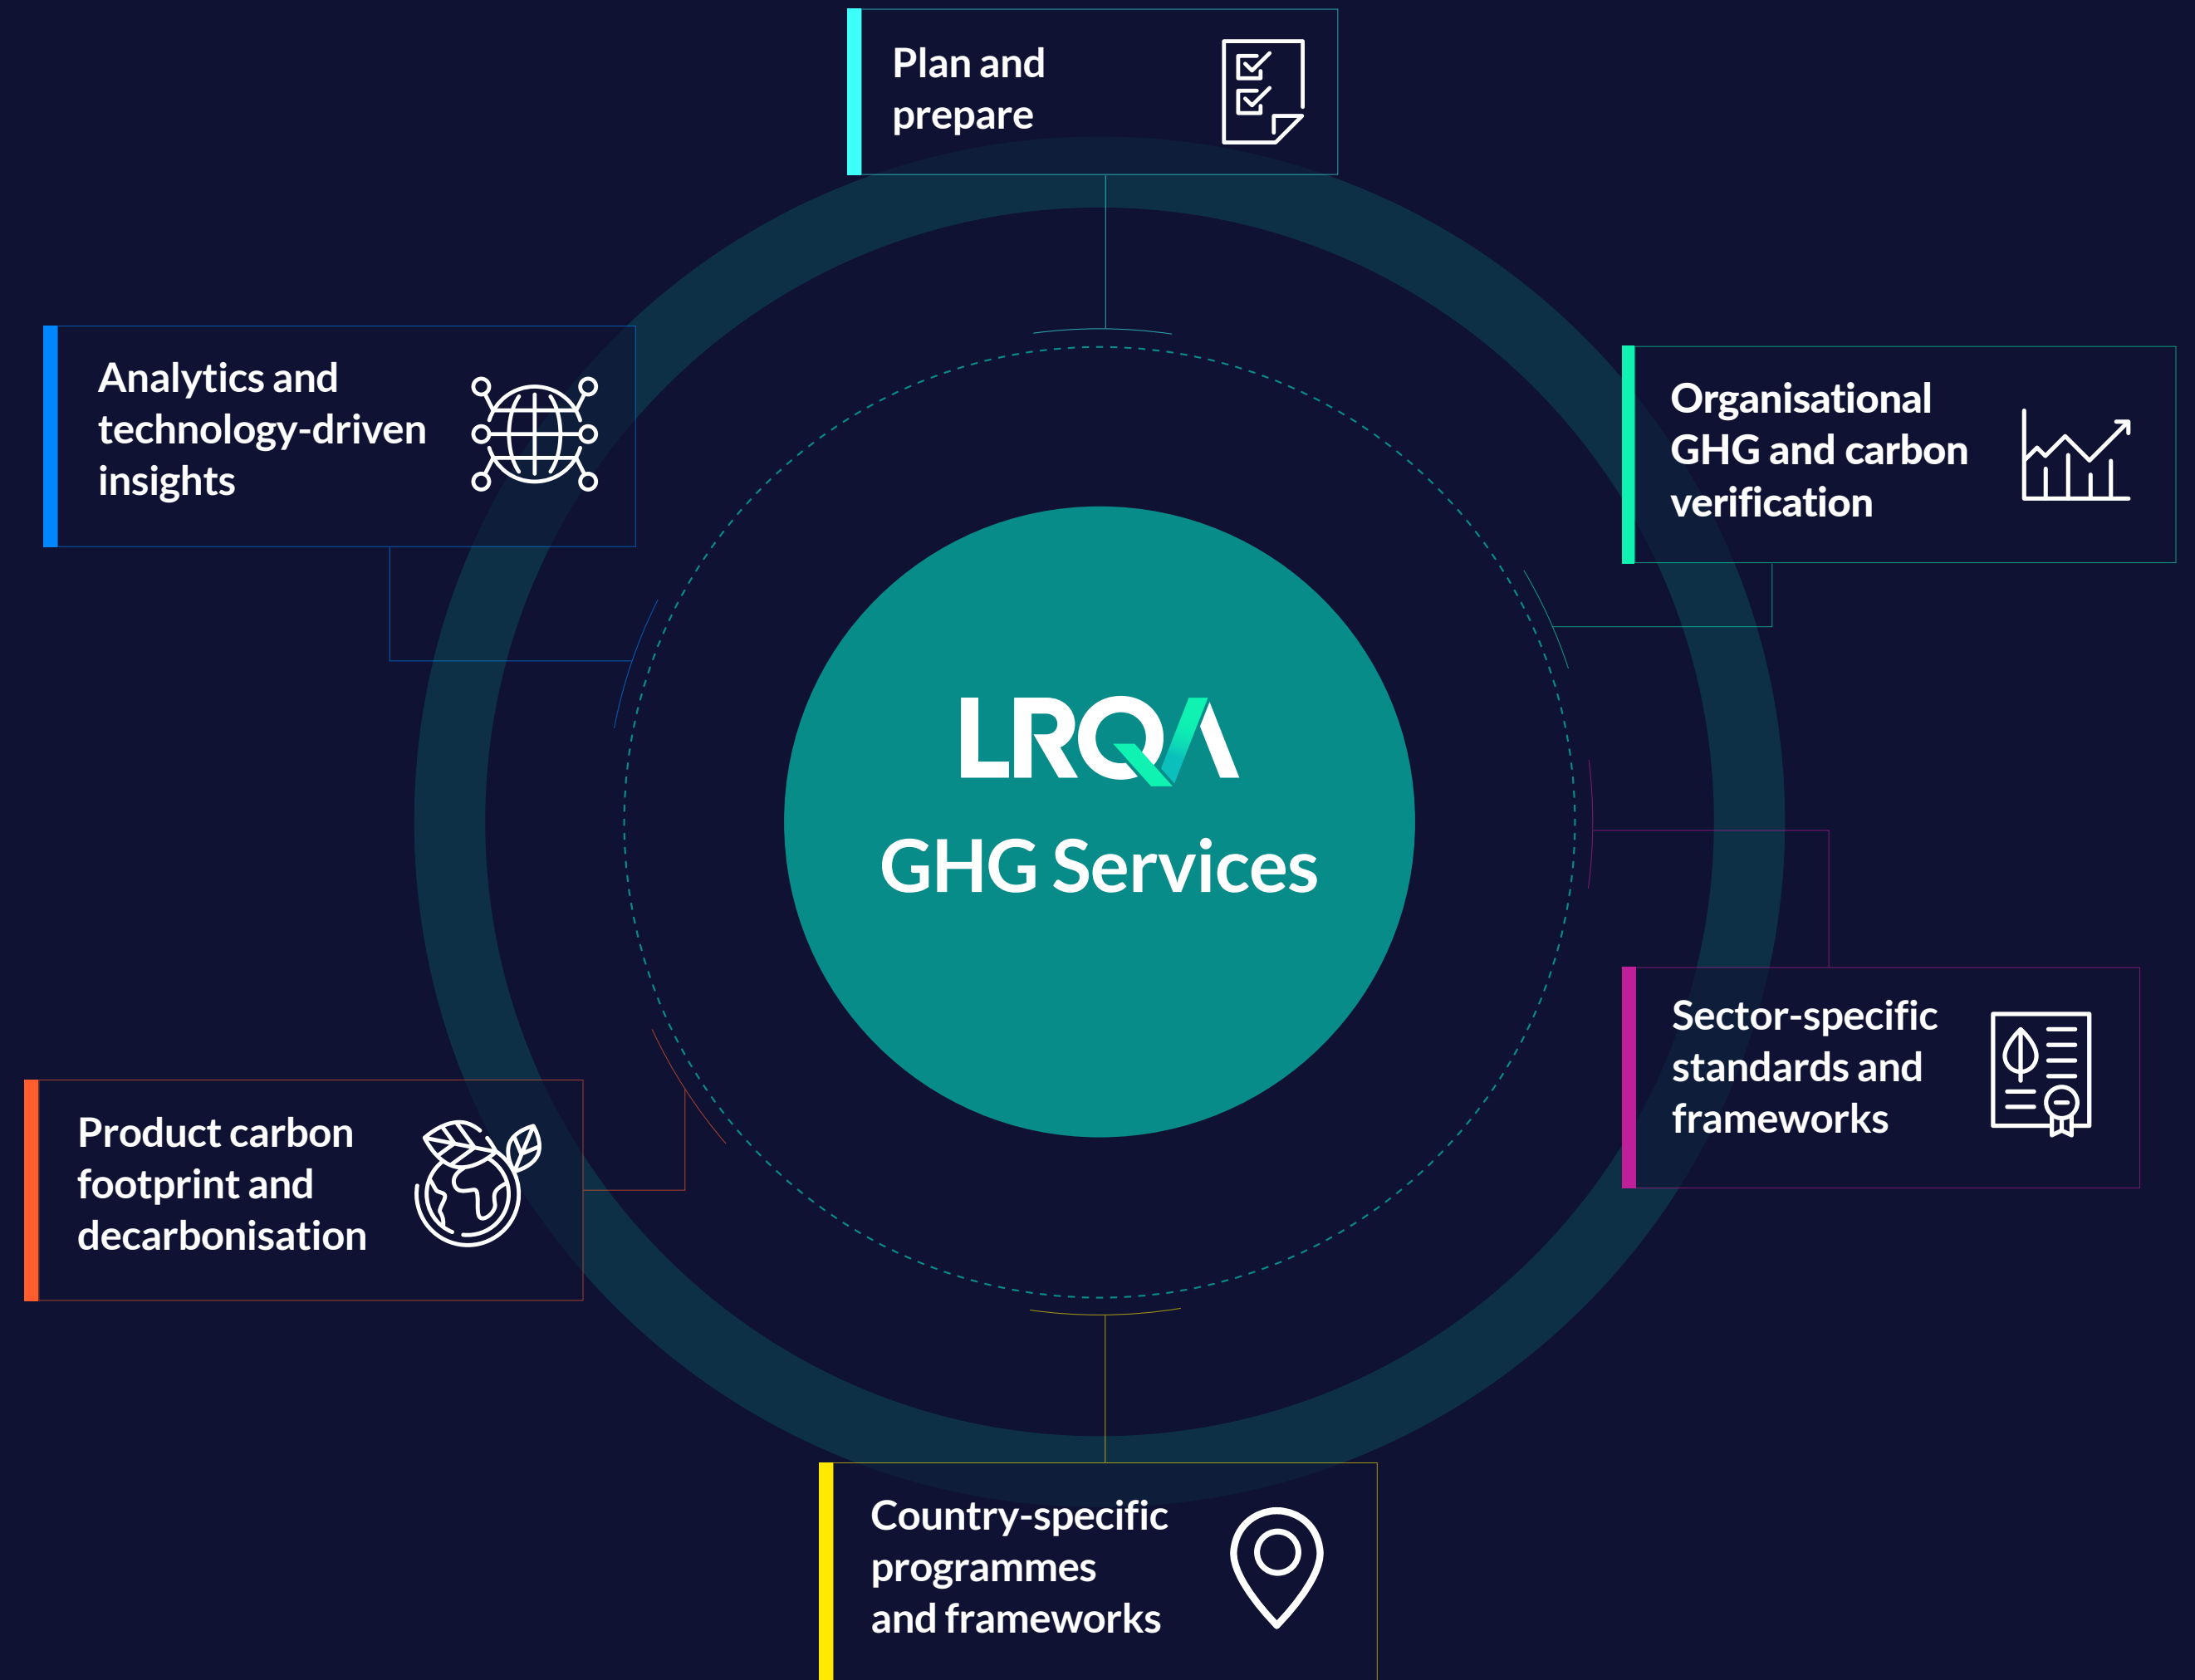 Plan and
prepare
Analytics and
technology-driven
insights
Organisational
GHG and carbon
verification
LRQA
GHG Services
Sector-specific
standards and
frameworks
Product carbon
footprint and
decarbonisation
Country-specific
programmes
and frameworks